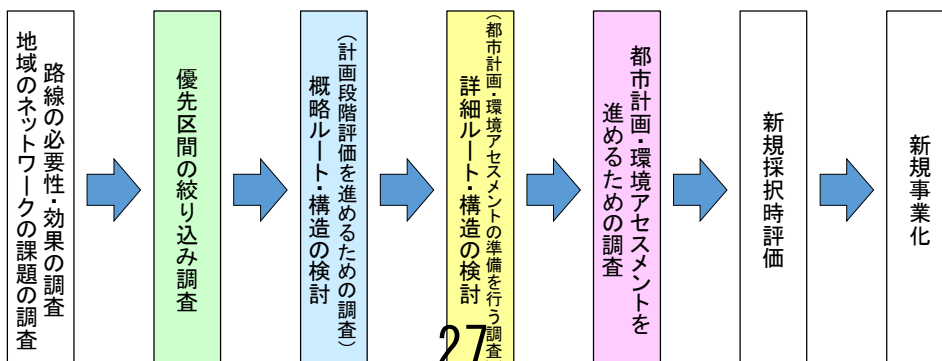 路線の必要性・効果の調査
地域のネットワークの課題の調査
優先区間の絞り込み調査
(計画段階評価を進めるための調査)
概略ルート・構造の検討
(都市計画・環境アセスメントの準備を行う調査
詳細ルート・構造の検討
都市計画・環境アセスメントを
進めるための調査
新規採択時評価
新規事業化
27